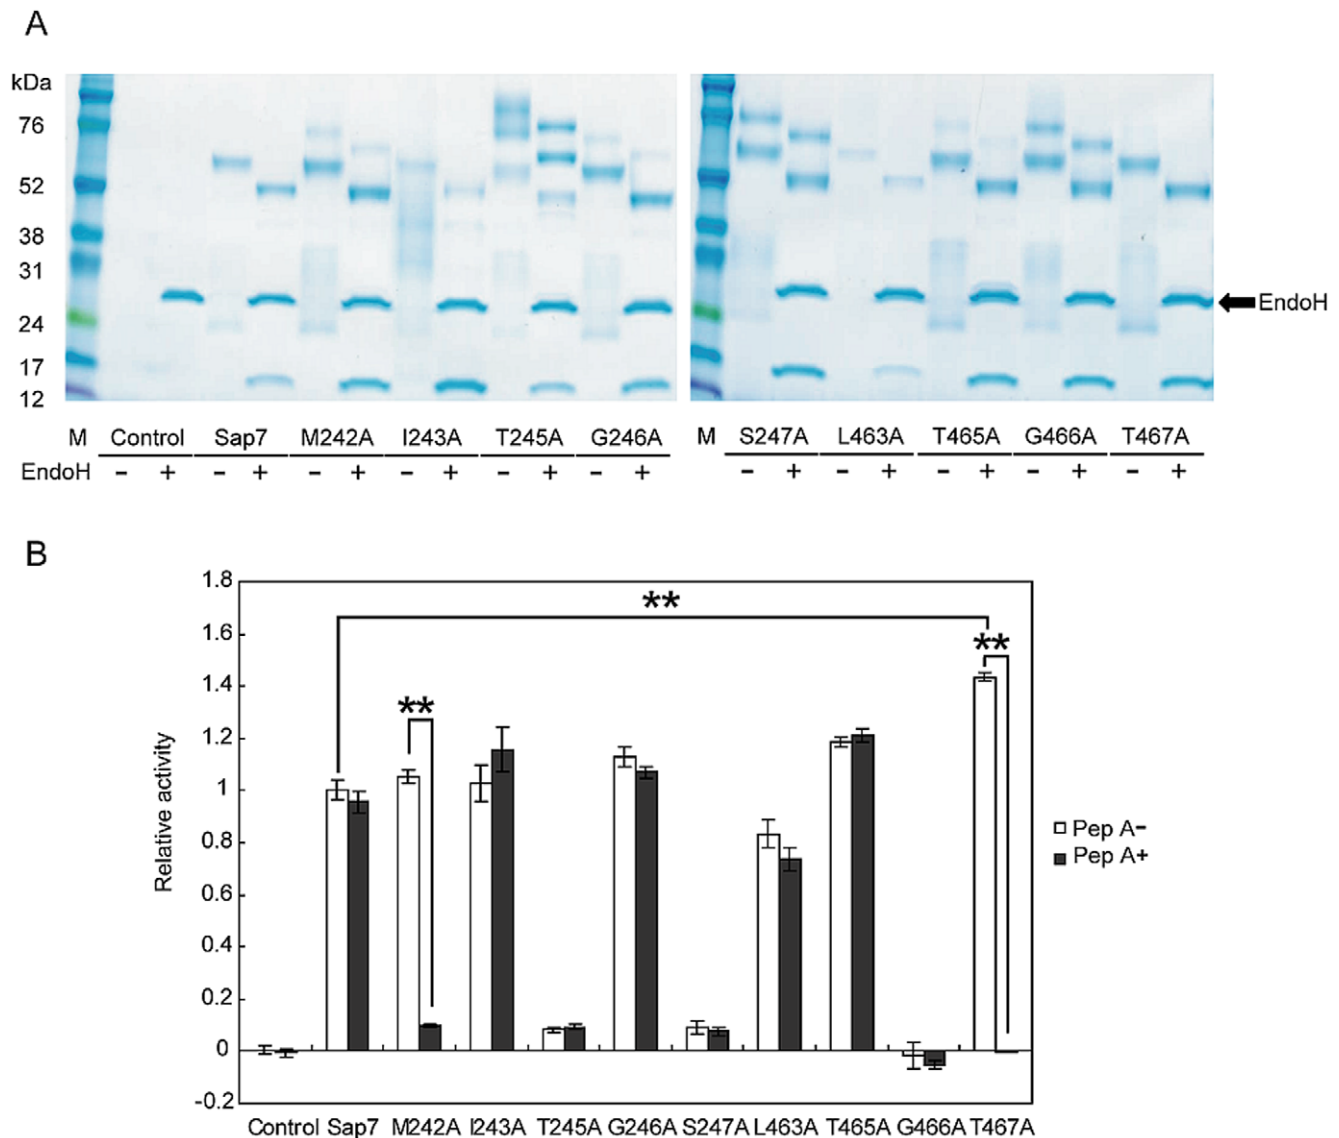 A
kDa
76
52
38
31
24
17
12
EndoH
M Control Sap7 M242A I243A T245A G246A M S247A L463A T465A G466A T467A
EndoH − + − + − + − + − + − + − + − + − + − + − +
B
1.8
**
1.6
**
1.4
**
1.2
1
0.8
0.6
0.4
0.2
0
-0.2
Relative activity
Pep A−
Pep A+
Control Sap7 M242A I243A T245A G246A S247A L463A T465A G466A T467A